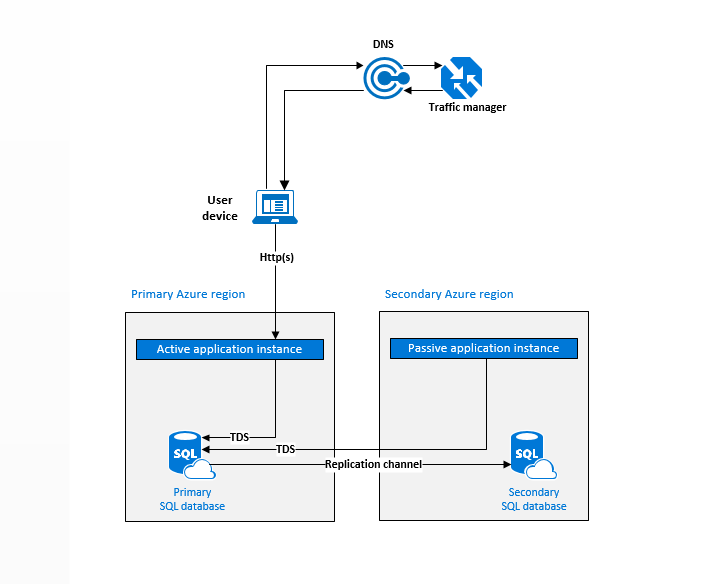 DNS
Traffic manager
User
device
Http(s)
Primary Azure region
Secondary Azure region
Active application instance
Passive application instance
TDS
TDS
SQL
SQL
Replication channel
Primary
SQL database
Secondary
SQL database